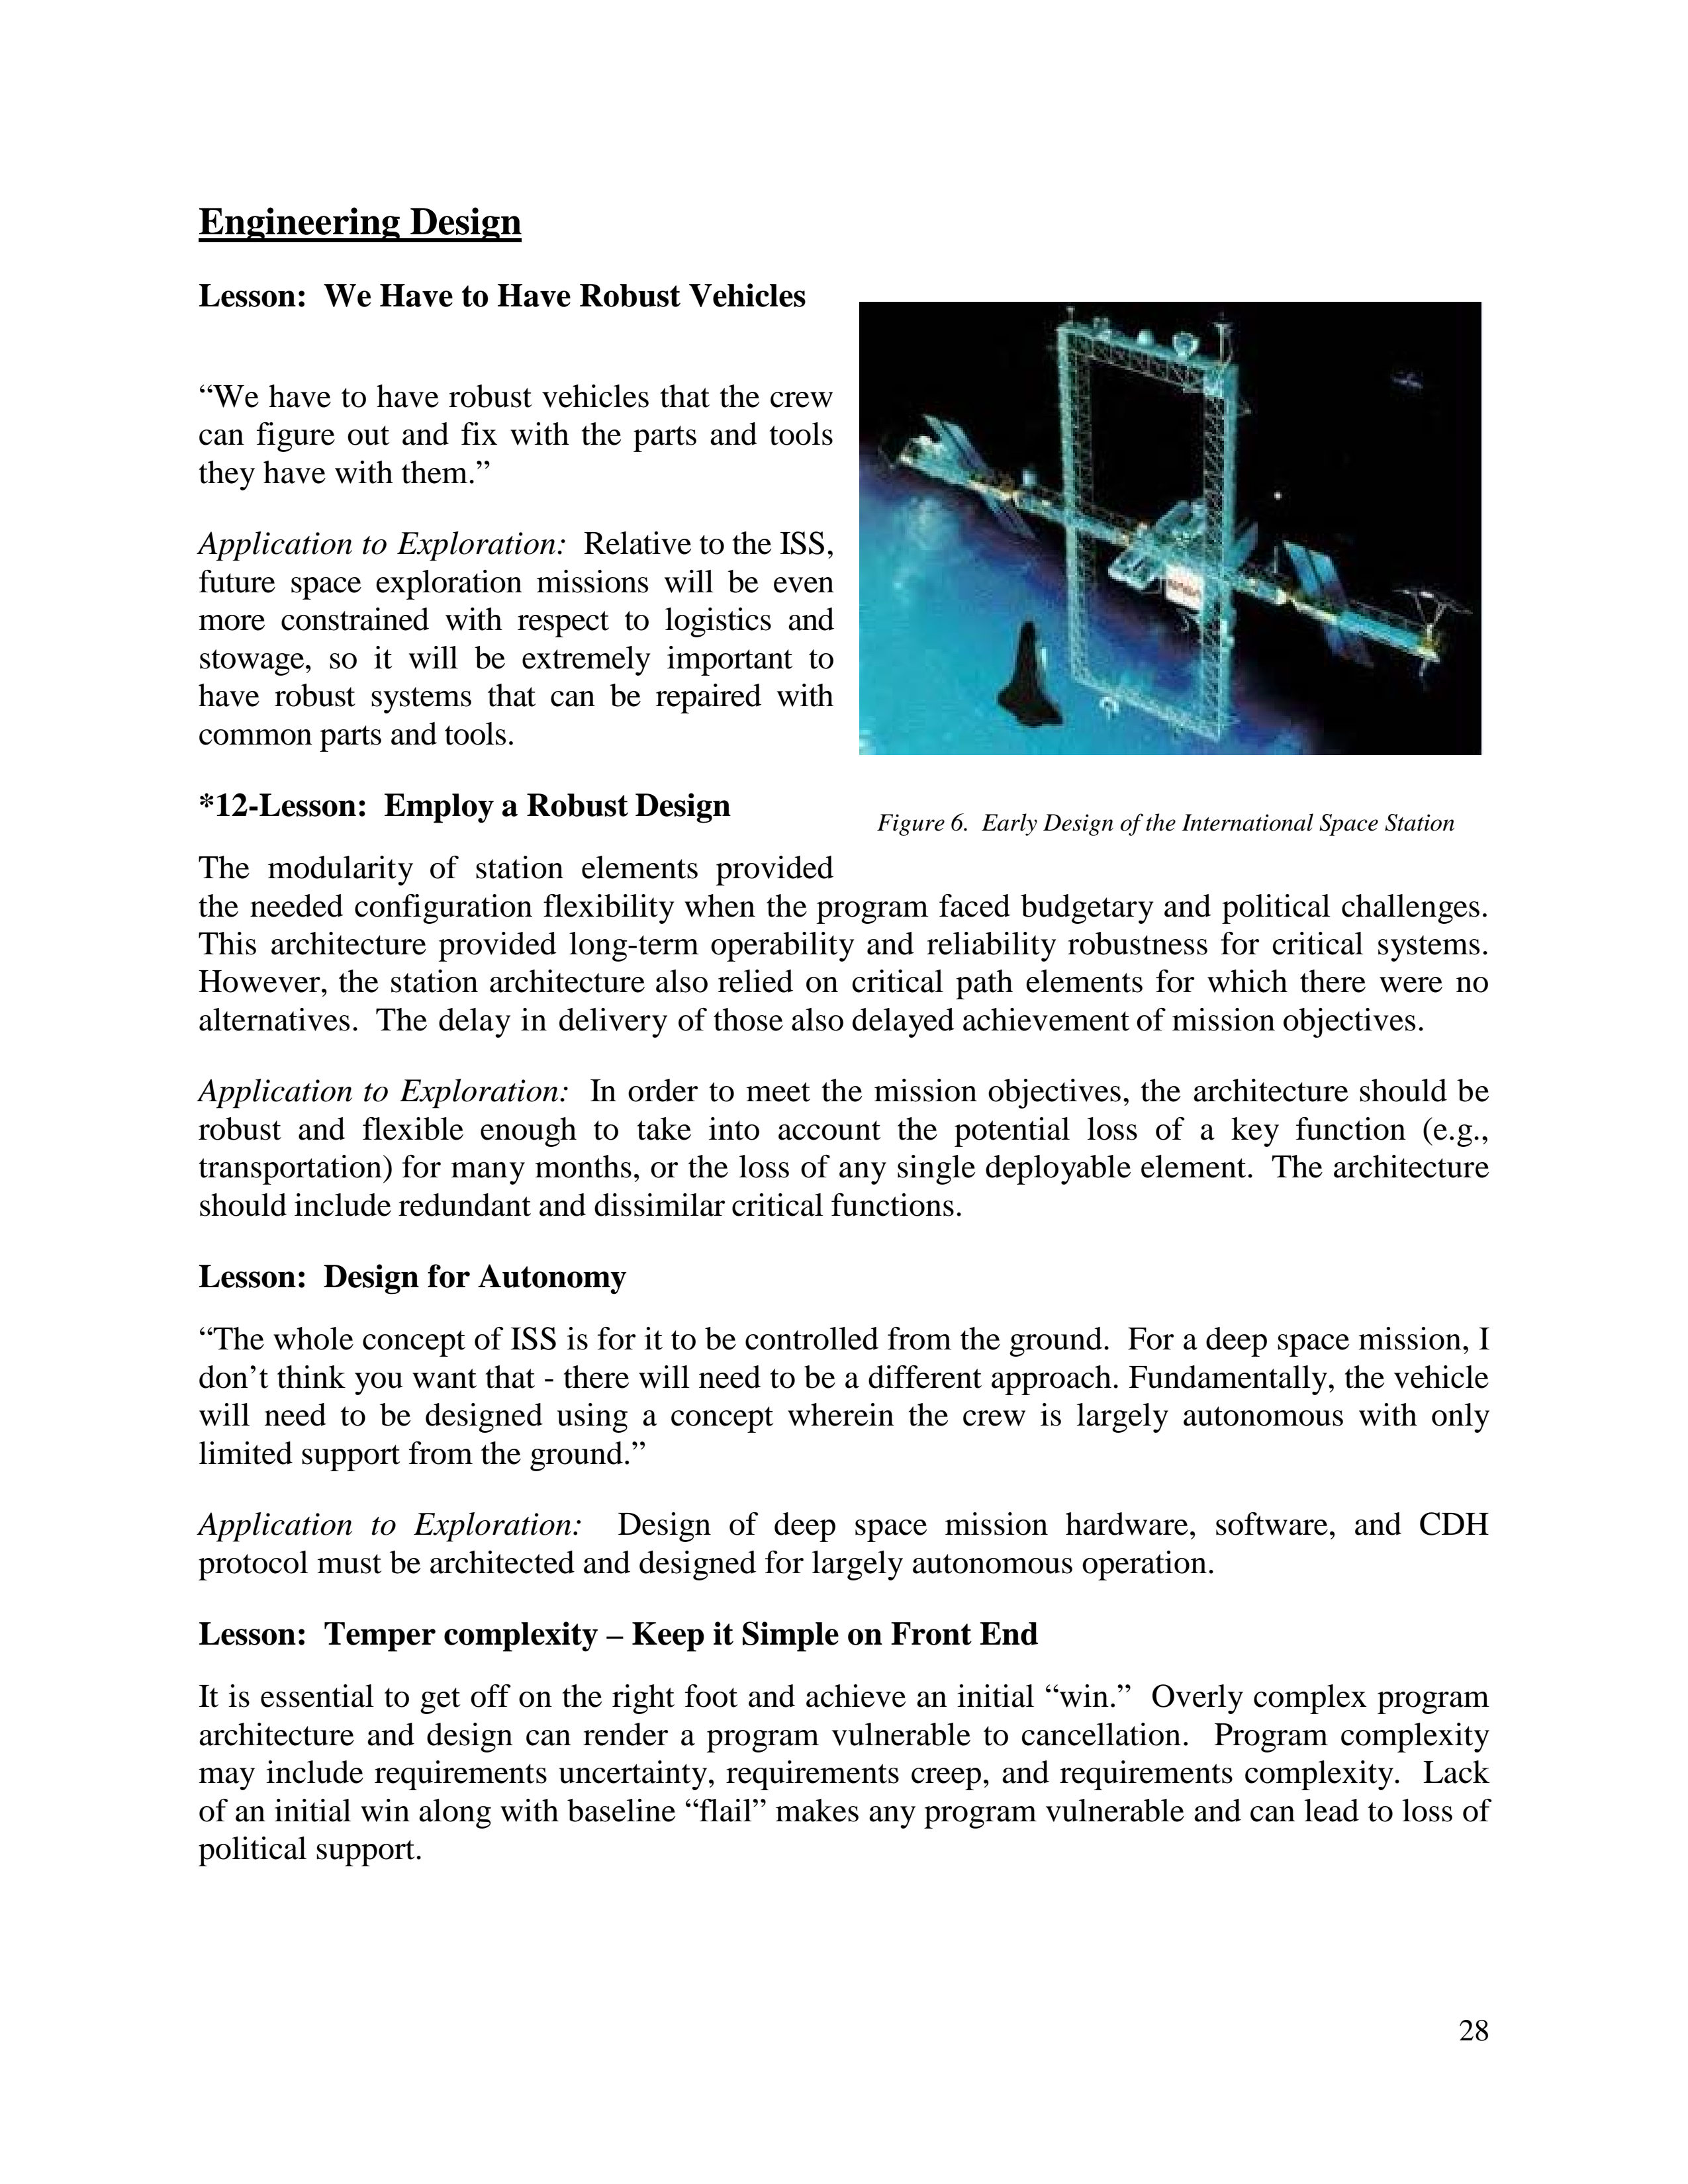 Engineering Design
Lesson:  We Have to Have Robust Vehicles
“We have to have robust vehicles that the crew
can figure out and fix with the parts and tools
they have with them.”
Application to Exploration:  Relative to the ISS,
future space exploration missions will be even
more constrained with respect to logistics and
stowage, so it will be extremely important to
have robust systems that can be repaired with
common parts and tools.
NASA
Figure 6.  Early Design of the International Space Station
*12-Lesson:  Employ a Robust Design
The modularity of station elements provided
the needed configuration flexibility when the program faced budgetary and political challenges.
This architecture provided long-term operability and reliability robustness for critical systems.
However, the station architecture also relied on critical path elements for which there were no
alternatives.  The delay in delivery of those also delayed achievement of mission objectives.
Application to Exploration:  In order to meet the mission objectives, the architecture should be
robust and flexible enough to take into account the potential loss of a key function (e.g.,
transportation) for many months, or the loss of any single deployable element.  The architecture
should include redundant and dissimilar critical functions.
Lesson:  Design for Autonomy
“The whole concept of ISS is for it to be controlled from the ground.  For a deep space mission, I
don’t think you want that - there will need to be a different approach. Fundamentally, the vehicle
will need to be designed using a concept wherein the crew is largely autonomous with only
limited support from the ground.”
Application to Exploration:  Design of deep space mission hardware, software, and CDH
protocol must be architected and designed for largely autonomous operation.
Lesson:  Temper complexity – Keep it Simple on Front End
It is essential to get off on the right foot and achieve an initial “win.”  Overly complex program
architecture and design can render a program vulnerable to cancellation.  Program complexity
may include requirements uncertainty, requirements creep, and requirements complexity.  Lack
of an initial win along with baseline “flail” makes any program vulnerable and can lead to loss of
political support.
28